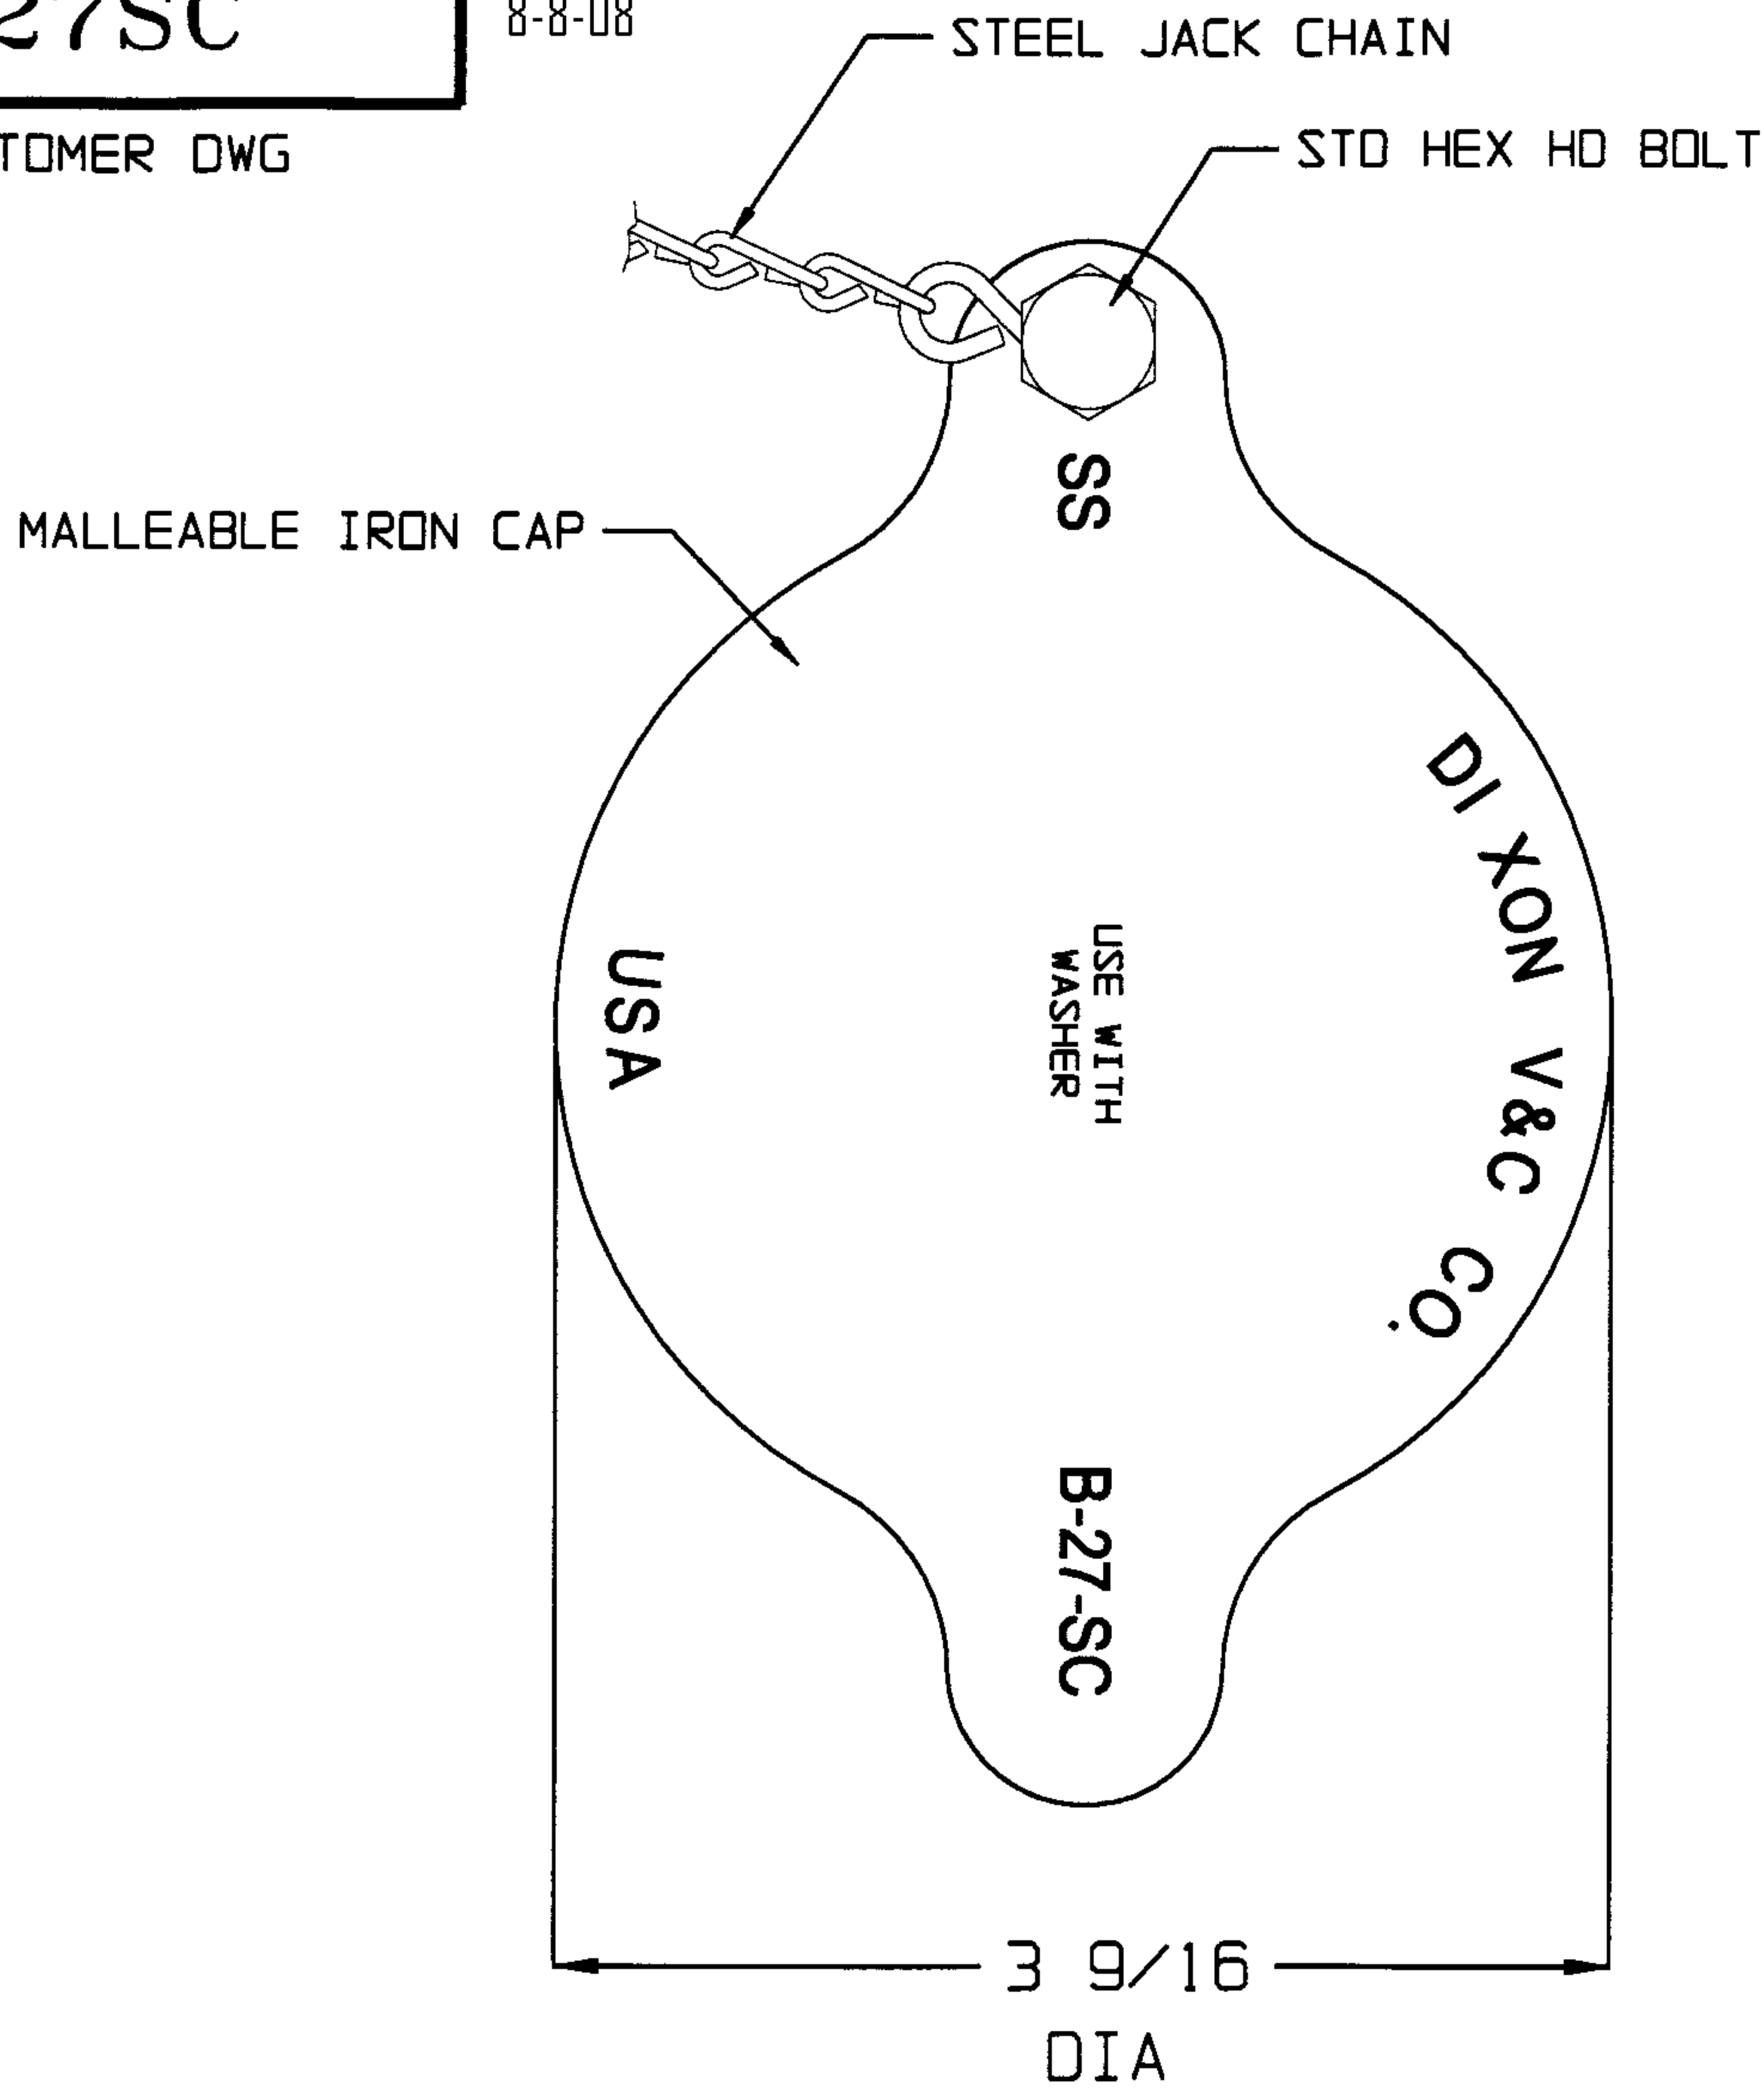 27SC
8-8-08
STEEL JACK CHAIN
TOMER DWG
STD HEX HD BOLT
SS
MALLEABLE IRON CAP
DIXON V&C CO.
USE WITH
WASHER
USA
B-27-SC
3 9/16
DIA